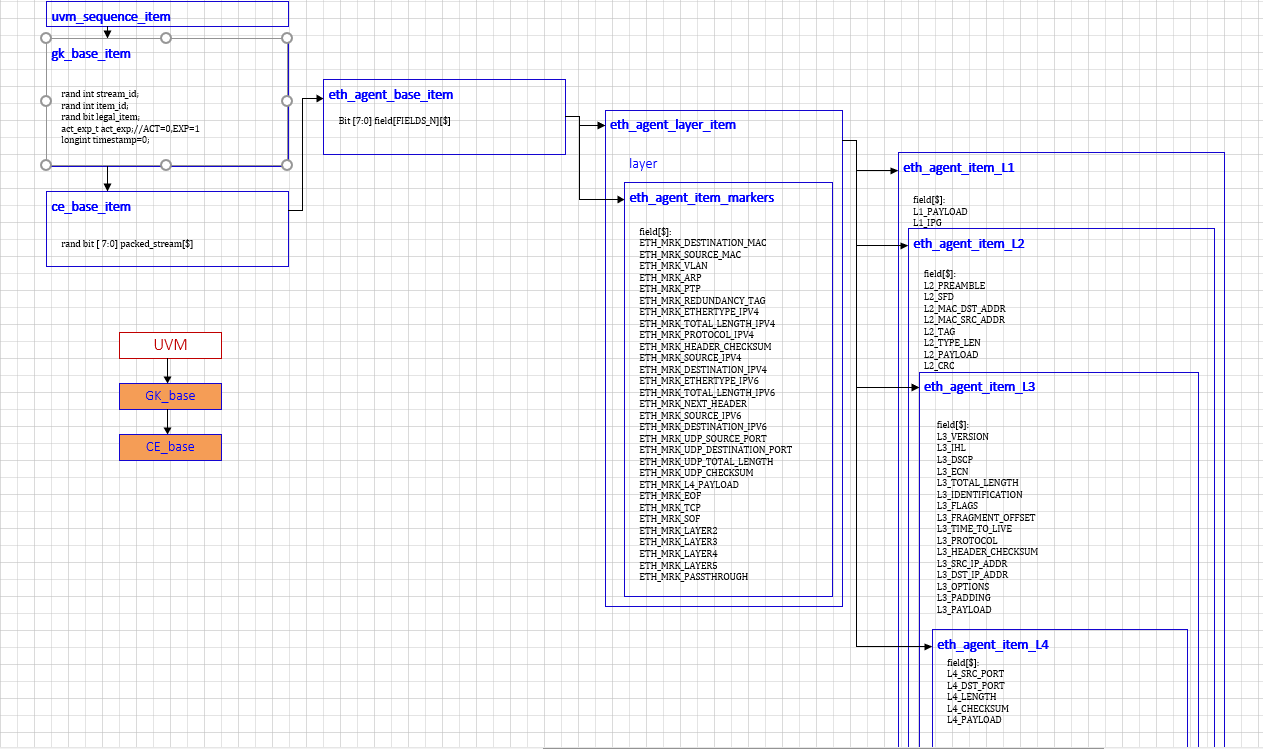 uvm_sequence_item
gk_base_item
rand int stream_id;
rand int item_id;
rand bit legal_item;
act_exp_t act_exp;//ACT=0,EXP=1
longint timestamp=0;
ce_base_item
rand bit [ 7:0] packed_stream[$]
UVM
GK_base
CE_base
eth_agent_base_item
Bit [7:0] field[FIELDS_N][$]
eth_agent_layer_item
layer
eth_agent_item_markers
field[$]:
ETH_MRK_DESTINATION_MAC
ETH_MRK_SOURCE_MAC
ETH_MRK_VLAN
ETH_MRK_ARP
ETH_MRK_PTP
ETH_MRK_REDUNDANCY_TAG
ETH_MRK_ETHERTYPE_IPV4
ETH_MRK_TOTAL_LENGTH_IPV4
ETH_MRK_PROTOCOL_IPV4
ETH_MRK_HEADER_CHECKSUM
ETH_MRK_SOURCE_IPV4
ETH_MRK_DESTINATION_IPV4
ETH_MRK_ETHERTYPE_IPV6
ETH_MRK_TOTAL_LENGTH_IPV6
ETH_MRK_NEXT_HEADER
ETH_MRK_SOURCE_IPV6
ETH_MRK_DESTINATION_IPV6
ETH_MRK_UDP_SOURCE_PORT
ETH_MRK_UDP_DESTINATION_PORT
ETH_MRK_UDP_TOTAL_LENGTH
ETH_MRK_UDP_CHECKSUM
ETH_MRK_L4_PAYLOAD
ETH_MRK_EOF
ETH_MRK_TCP
ETH_MRK_SOF
ETH_MRK_LAYER2
ETH_MRK_LAYER3
ETH_MRK_LAYER4
ETH_MRK_LAYER5
ETH_MRK_PASSTHROUGH
eth_agent_item_L1
field[$]:
L1_PAYLOAD
L1_IPG
eth_agent_item_L2
field[$]:
L2_PREAMBLE
L2_SFD
L2_MAC_DST_ADDR
L2_MAC_SRC_ADDR
L2_TAG
L2_TYPE_LEN
L2_PAYLOAD
L2_CRC
eth_agent_item_L3
field[$]:
L3_VERSION
L3_IHL
L3_DSCP
L3_ECN
L3_TOTAL_LENGTH
L3_IDENTIFICATION
L3_FLAGS
L3_FRAGMENT_OFFSET
L3_TIME_TO_LIVE
L3_PROTOCOL
L3_HEADER_CHECKSUM
L3_SRC_IP_ADDR
L3_DST_IP_ADDR
L3_OPTIONS
L3_PADDING
L3_PAYLOAD
eth_agent_item_L4
field[$]:
L4_SRC_PORT
L4_DST_PORT
L4_LENGTH
L4_CHECKSUM
L4_PAYLOAD